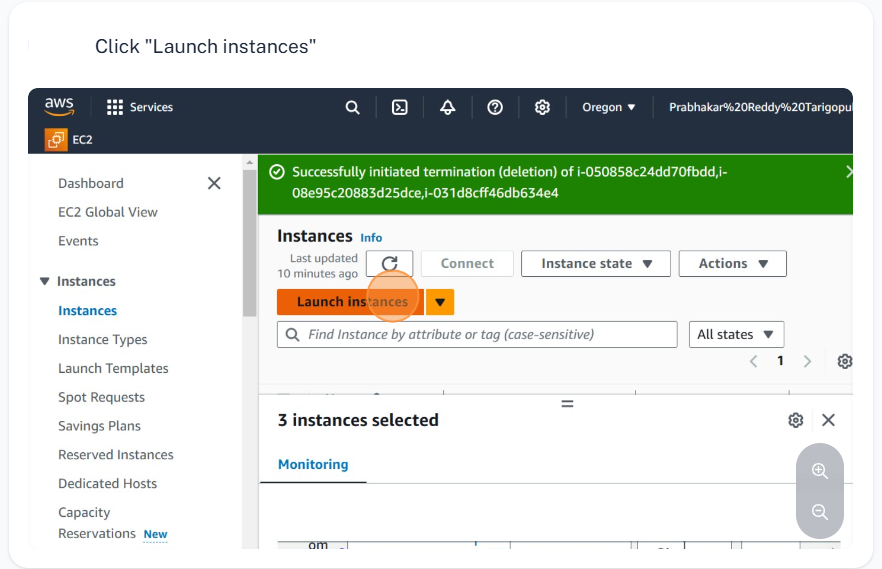 Click "Launch instances"
aws
Services
Oregon
Prabhakar%20Reddy%20Tarigopul
EC2
Dashboard
EC2 Global View
Events
Instances
Instances
Instance Types
Launch Templates
Spot Requests
Savings Plans
Reserved Instances
Dedicated Hosts
Capacity
Reservations New
Successfully initiated termination (deletion) of i-050858c24dd70fbdd,i-
08e95c20883d25dce,i-031d8cff46db634e4
Instances Info
Last updated
10 minutes ago
Connect
Instance state
Actions
Launch instances
Find Instance by attribute or tag (case-sensitive)
All states
1
3 instances selected
Monitoring
om